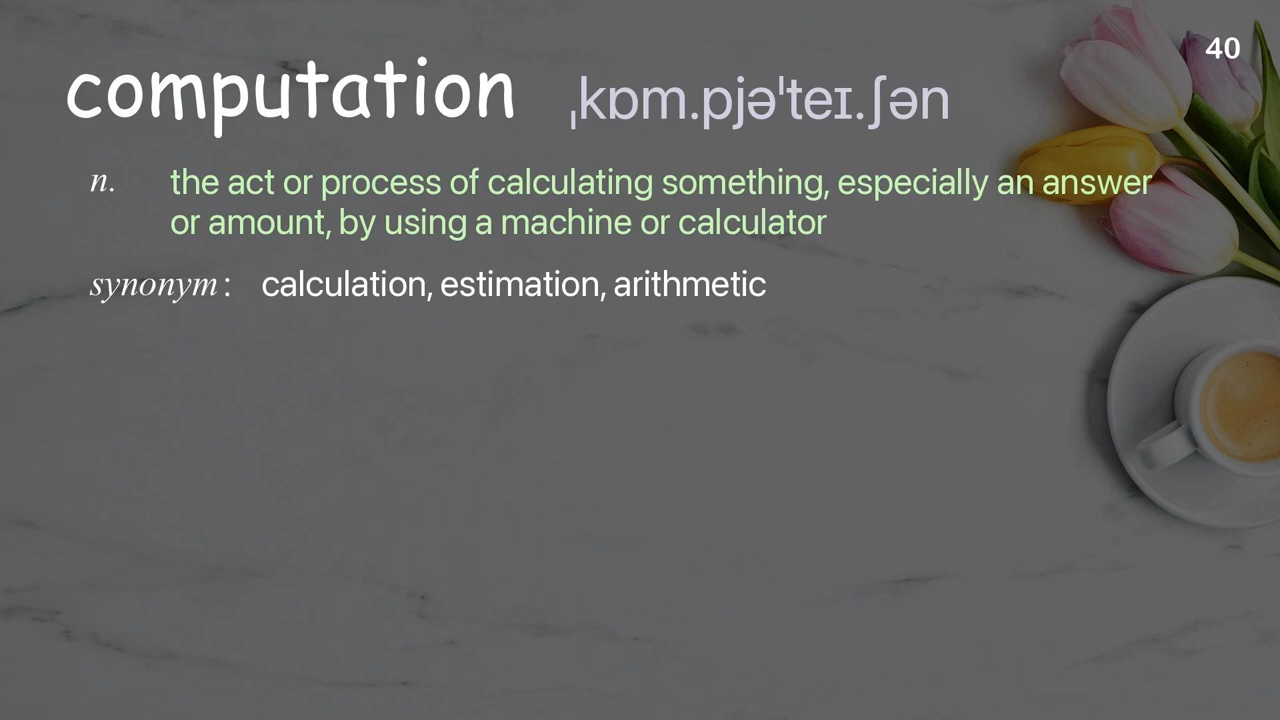 40
computation ˌkɒm.pjəˈteɪ.ʃən
n. the act or process of calculating something, especially an answer
or amount, by using a machine or calculator
synonym : calculation, estimation, arithmetic